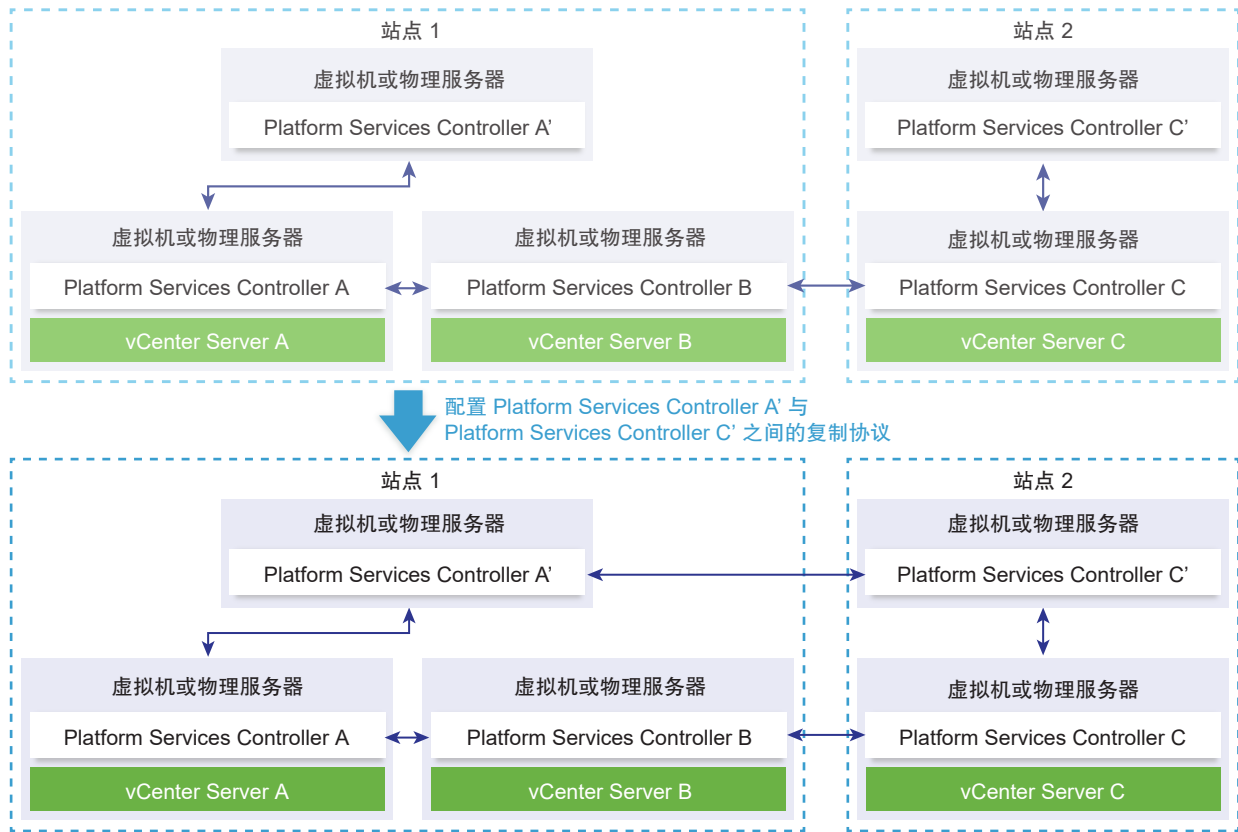 站点 1
虚拟机或物理服务器
Platform Services Controller A’
虚拟机或物理服务器
Platform Services Controller A
vCenter Server A
虚拟机或物理服务器
Platform Services Controller B
vCenter Server B
站点 2
虚拟机或物理服务器
Platform Services Controller C’
虚拟机或物理服务器
Platform Services Controller C
vCenter Server C
配置 Platform Services Controller A’ 与
Platform Services Controller C’ 之间的复制协议
站点 1
虚拟机或物理服务器
Platform Services Controller A’
虚拟机或物理服务器
Platform Services Controller A
vCenter Server A
虚拟机或物理服务器
Platform Services Controller B
vCenter Server B
站点 2
虚拟机或物理服务器
Platform Services Controller C’
虚拟机或物理服务器
Platform Services Controller C
vCenter Server C